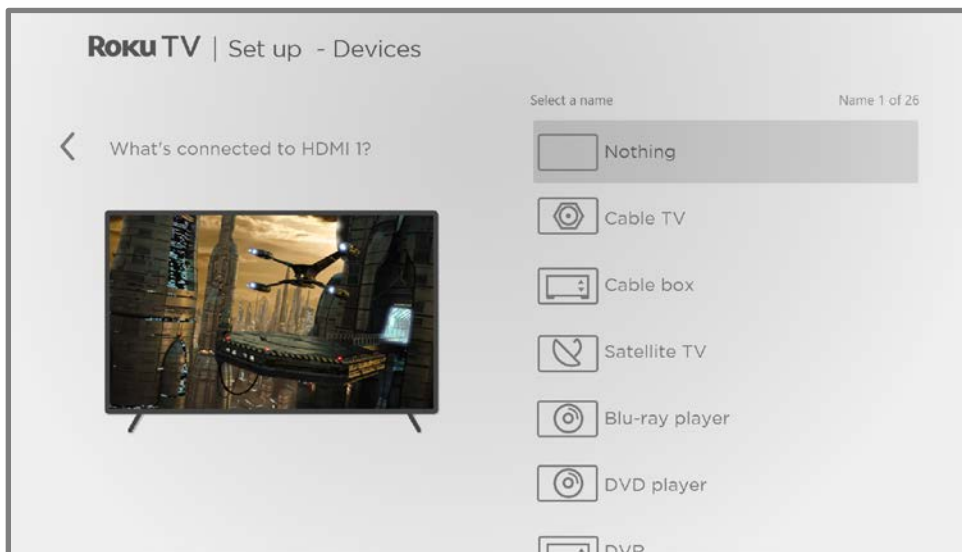 Roku TV | Set up - Devices
Select a name Name 1 of 26
What's connected to HDMI 1?
Nothing
Cable TV
Cable box
Satellite TV
Blu-ray player
DVD player
DVR